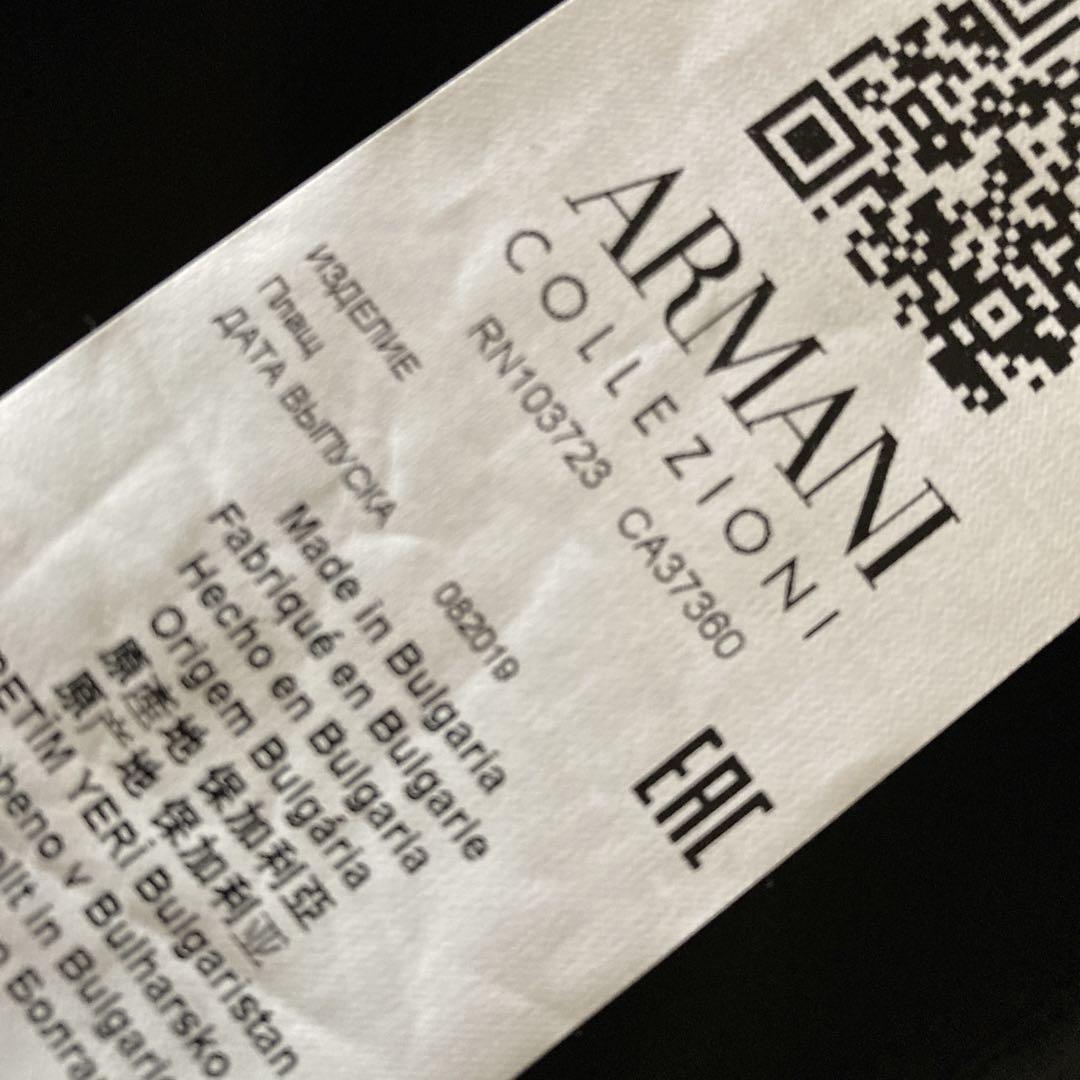 ARMANI
COLLEZIONI
RN103723 CA37360
EAC
ИЗДЕЛИЕ
Плащ
ДАТА ВЫПУСКА
082019
Made in Bulgaria
Fabriqué en Bulgarie
Hecho en Bulgaria
Origem Bulgária
原產地 保加利亞
原产地 保加利亚
YERİ Bulgaristan
v Bulharsko
in Bulgarie